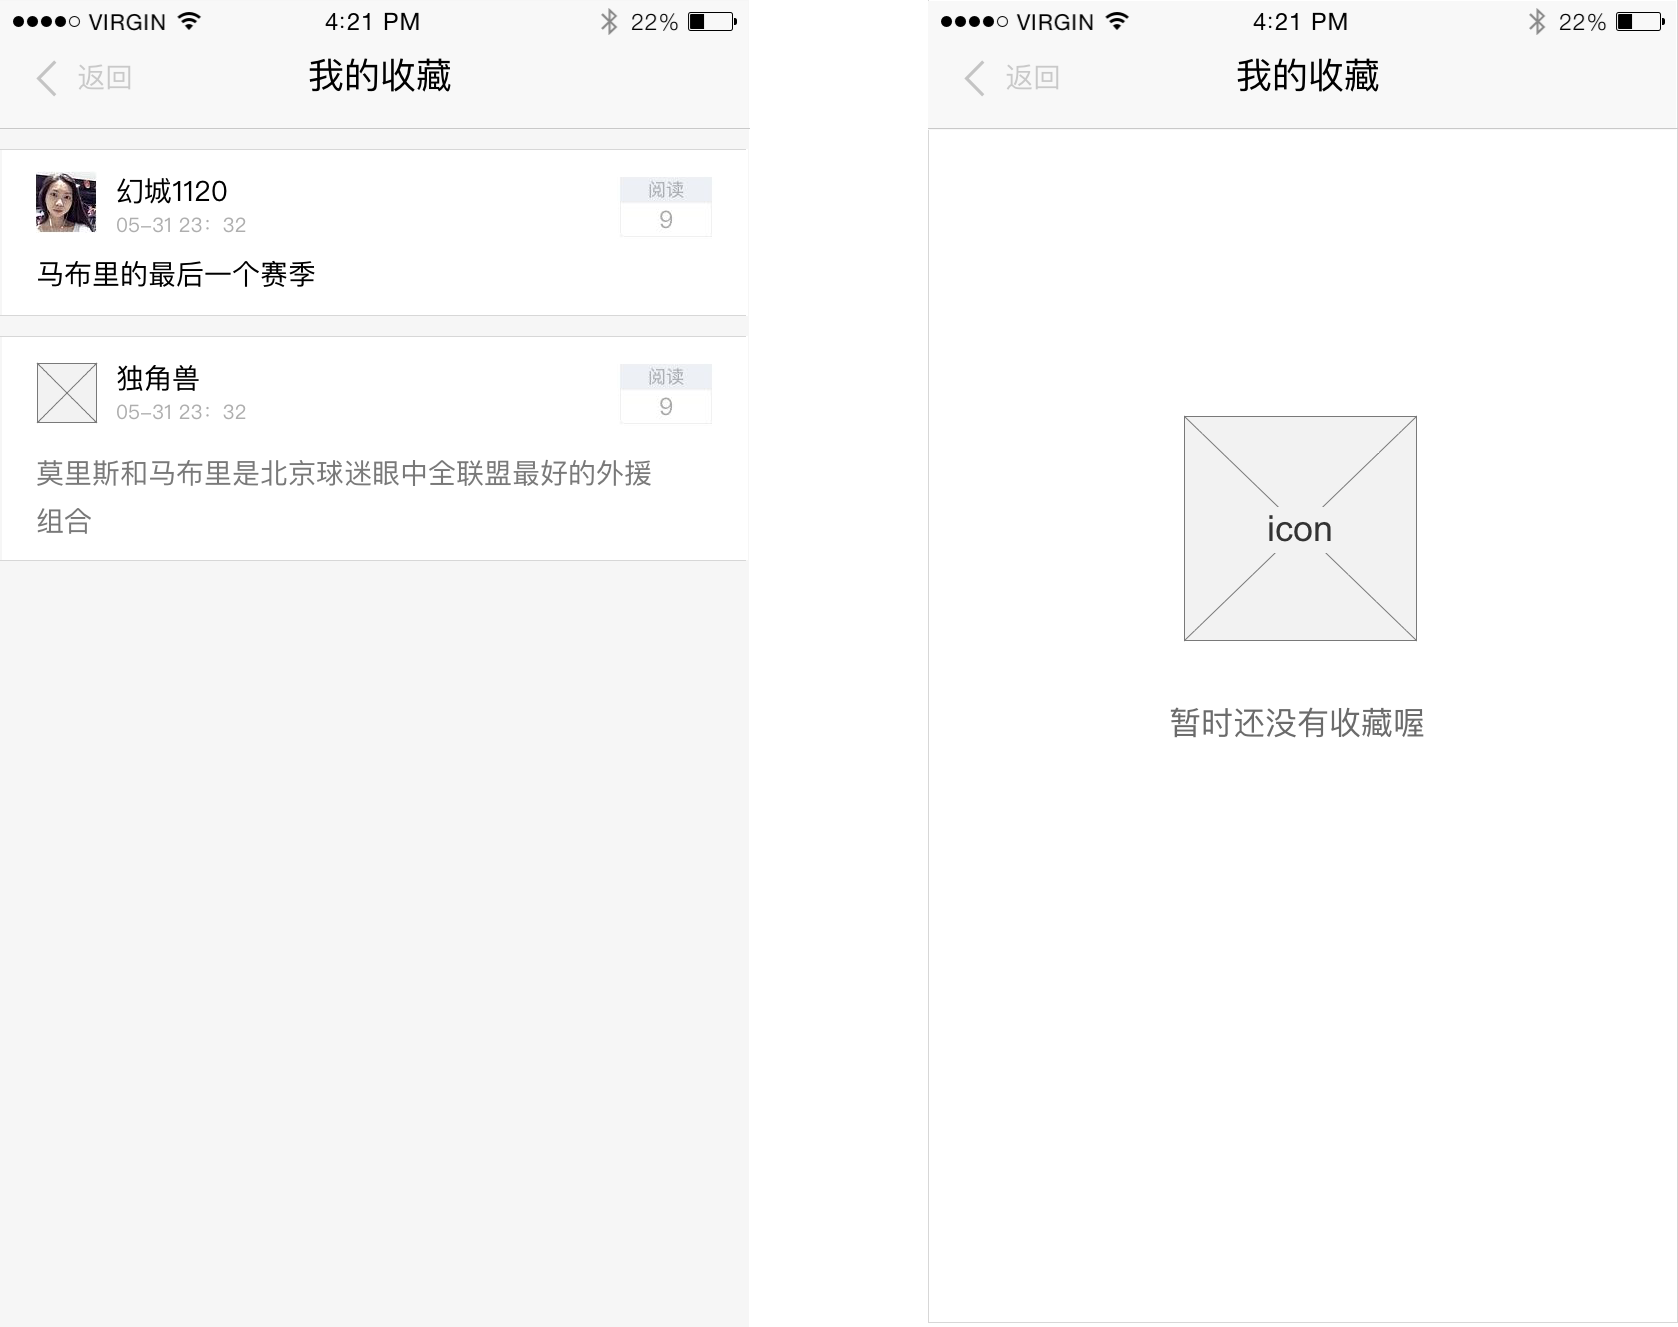 VIRGIN 4:21 PM 22%
返回 我的收藏
幻城1120
05-31 23：32
阅读
9
马布里的最后一个赛季
独角兽
05-31 23：32
阅读
9
莫里斯和马布里是北京球迷眼中全联盟最好的外援
组合
VIRGIN 4:21 PM 22%
返回 我的收藏
icon
暂时还没有收藏喔